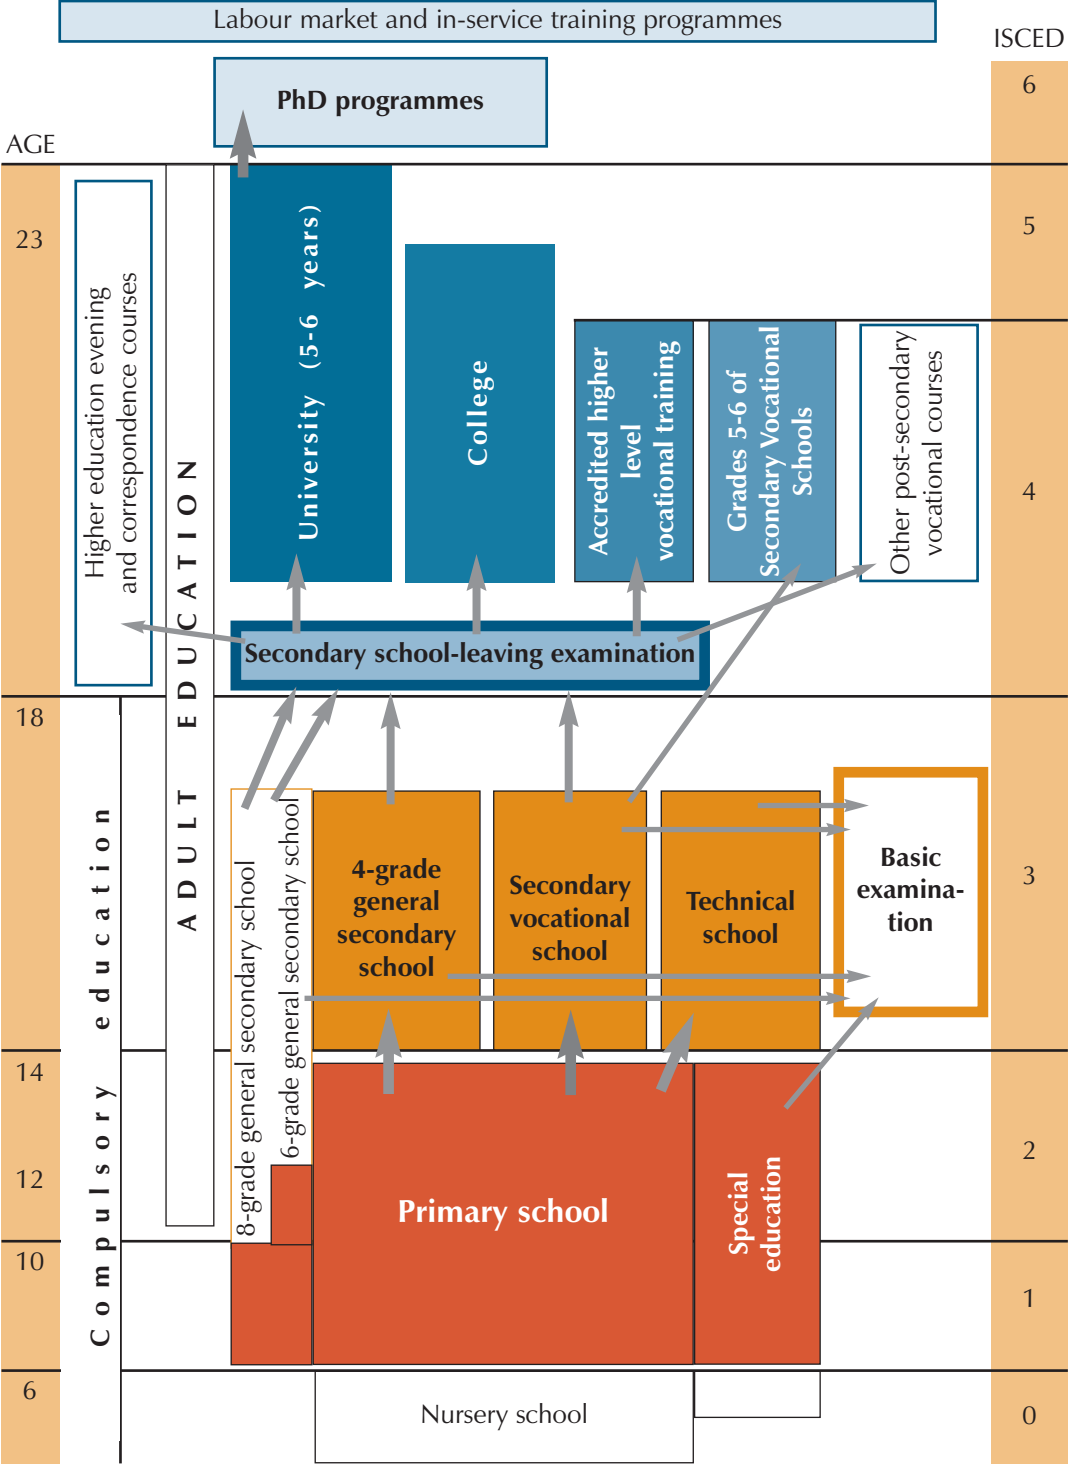 Labour market and in-service training programmes
ISCED
6
PhD programmes
AGE
23
5
Higher education evening
and correspondence courses
ADULT EDUCATION
University (5-6 years)
College
Accredited higher
level
vocational training
Grades 5-6 of
Secondary Vocational
Schools
Other post-secondary
vocational courses
4
Secondary school-leaving examination
18
Compulsory education
8-grade general secondary school
6-grade general secondary school
4-grade
general
secondary
school
Secondary
vocational
school
Technical
school
Basic
examina-
tion
3
14
12
Primary school
Special
education
2
10
1
6
Nursery school
0